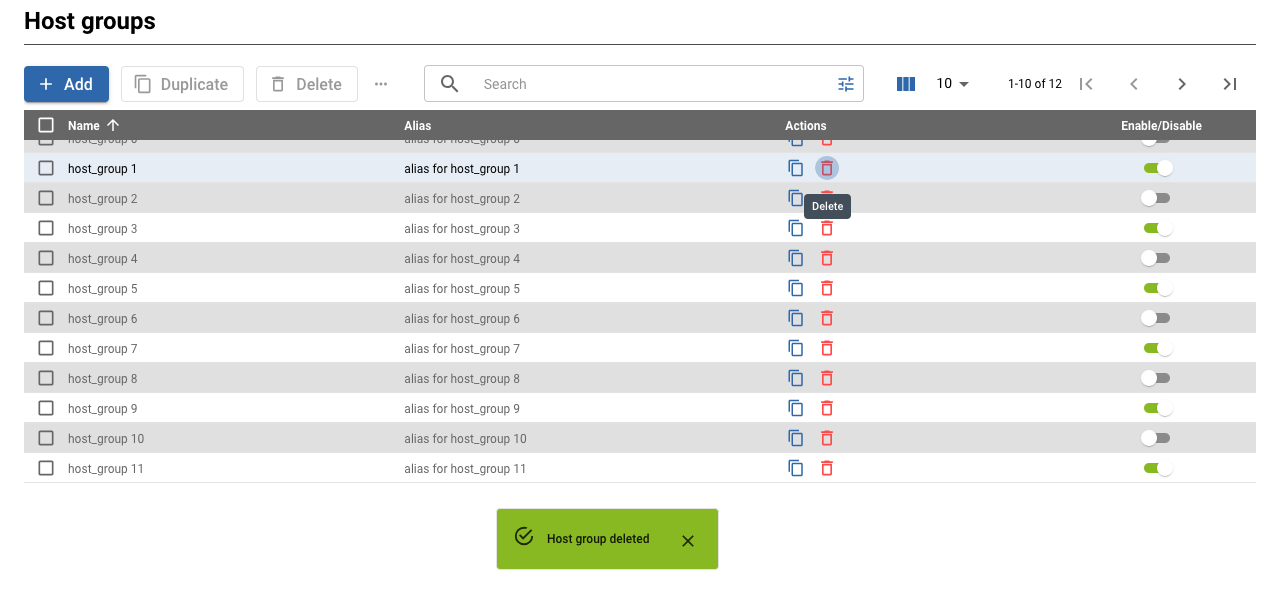 Host groups
Add Duplicate Delete ... Search 10 1-10 of 12
Name Alias Actions Enable/Disable
host_group 0 alias for host_group 0
host_group 1 alias for host_group 1
host_group 2 alias for host_group 2
Delete
host_group 3 alias for host_group 3
host_group 4 alias for host_group 4
host_group 5 alias for host_group 5
host_group 6 alias for host_group 6
host_group 7 alias for host_group 7
host_group 8 alias for host_group 8
host_group 9 alias for host_group 9
host_group 10 alias for host_group 10
host_group 11 alias for host_group 11
Host group deleted